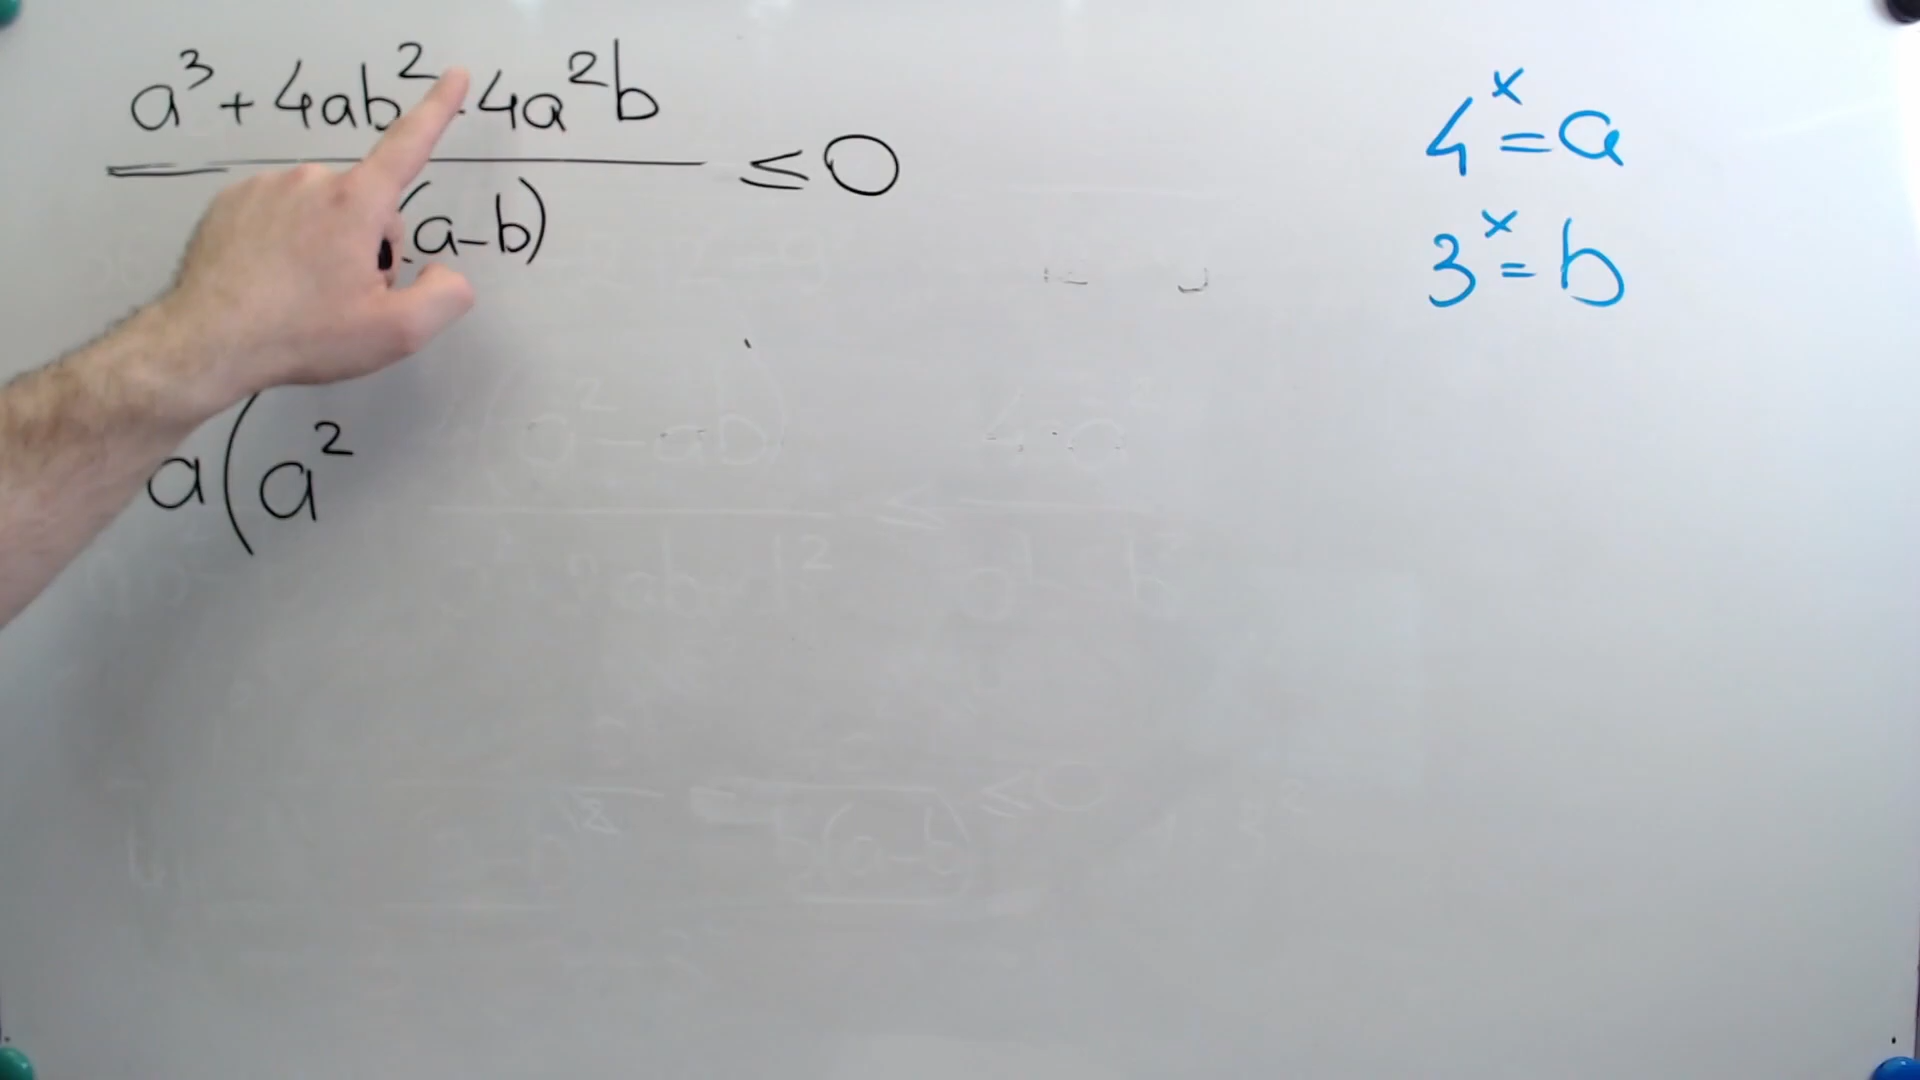 a³ + 4ab² - 4a²b
(a-b)
≤ 0
a(a²
4ˣ = a
3ˣ = b